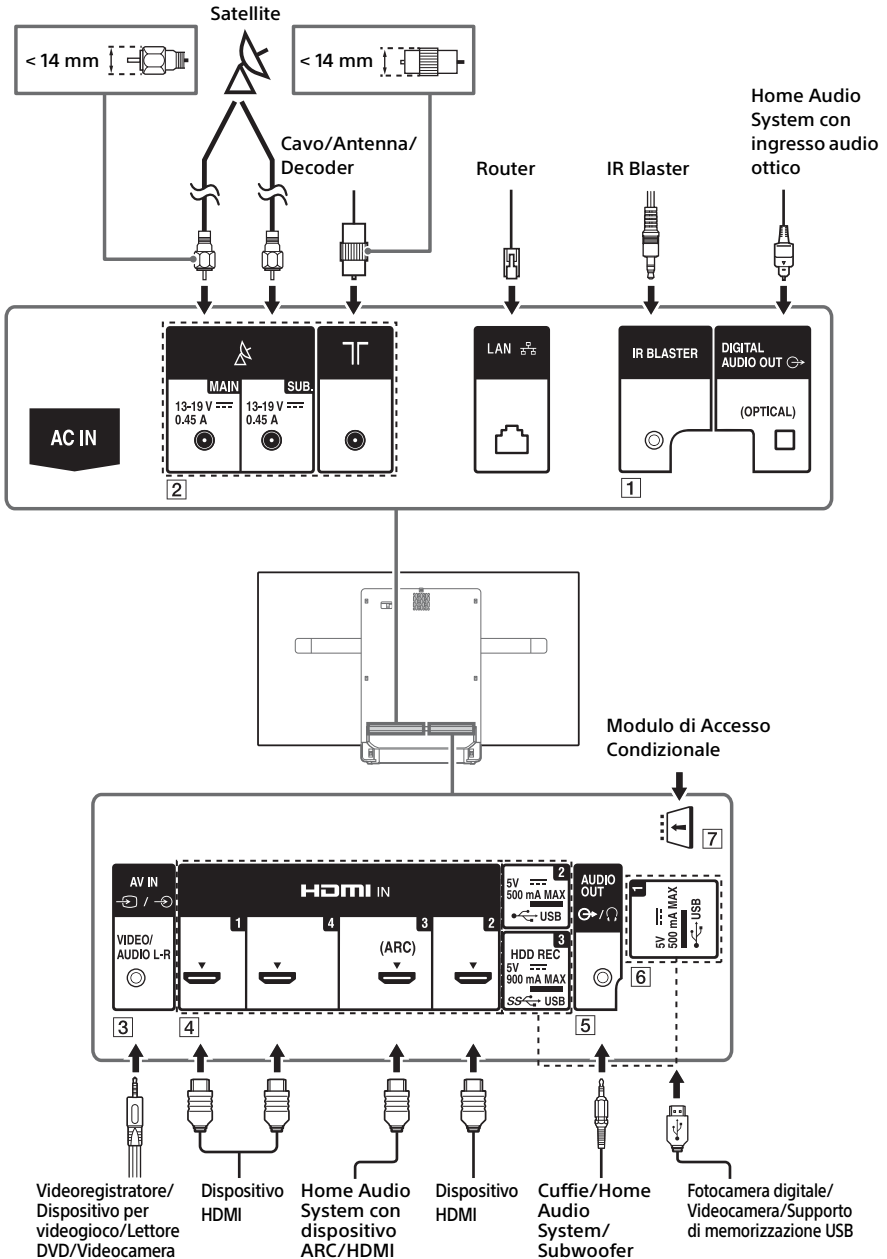 Satellite
< 14 mm
< 14 mm
Cavo/Antenna/
Decoder
Router
IR Blaster
Home Audio
System con
ingresso audio
ottico
AC IN
MAIN
13-19 V
0.45 A
SUB.
13-19 V
0.45 A
2
LAN
IR BLASTER
1
DIGITAL
AUDIO OUT
(OPTICAL)
Modulo di Accesso
Condizionale
7
AV IN
/
VIDEO/
AUDIO L-R
3
HDMI IN
1
4
3
(ARC)
2
4
2
5V
500 mA MAX
USB
3
HDD REC
5V
900 mA MAX
SS USB
AUDIO
OUT
/
5
1
5V
500 mA MAX
USB
6
Videoregistratore/
Dispositivo per
videogioco/Lettore
DVD/Videocamera
Dispositivo
HDMI
Home Audio
System con
dispositivo
ARC/HDMI
Dispositivo
HDMI
Cuffie/Home
Audio
System/
Subwoofer
Fotocamera digitale/
Videocamera/Supporto
di memorizzazione USB